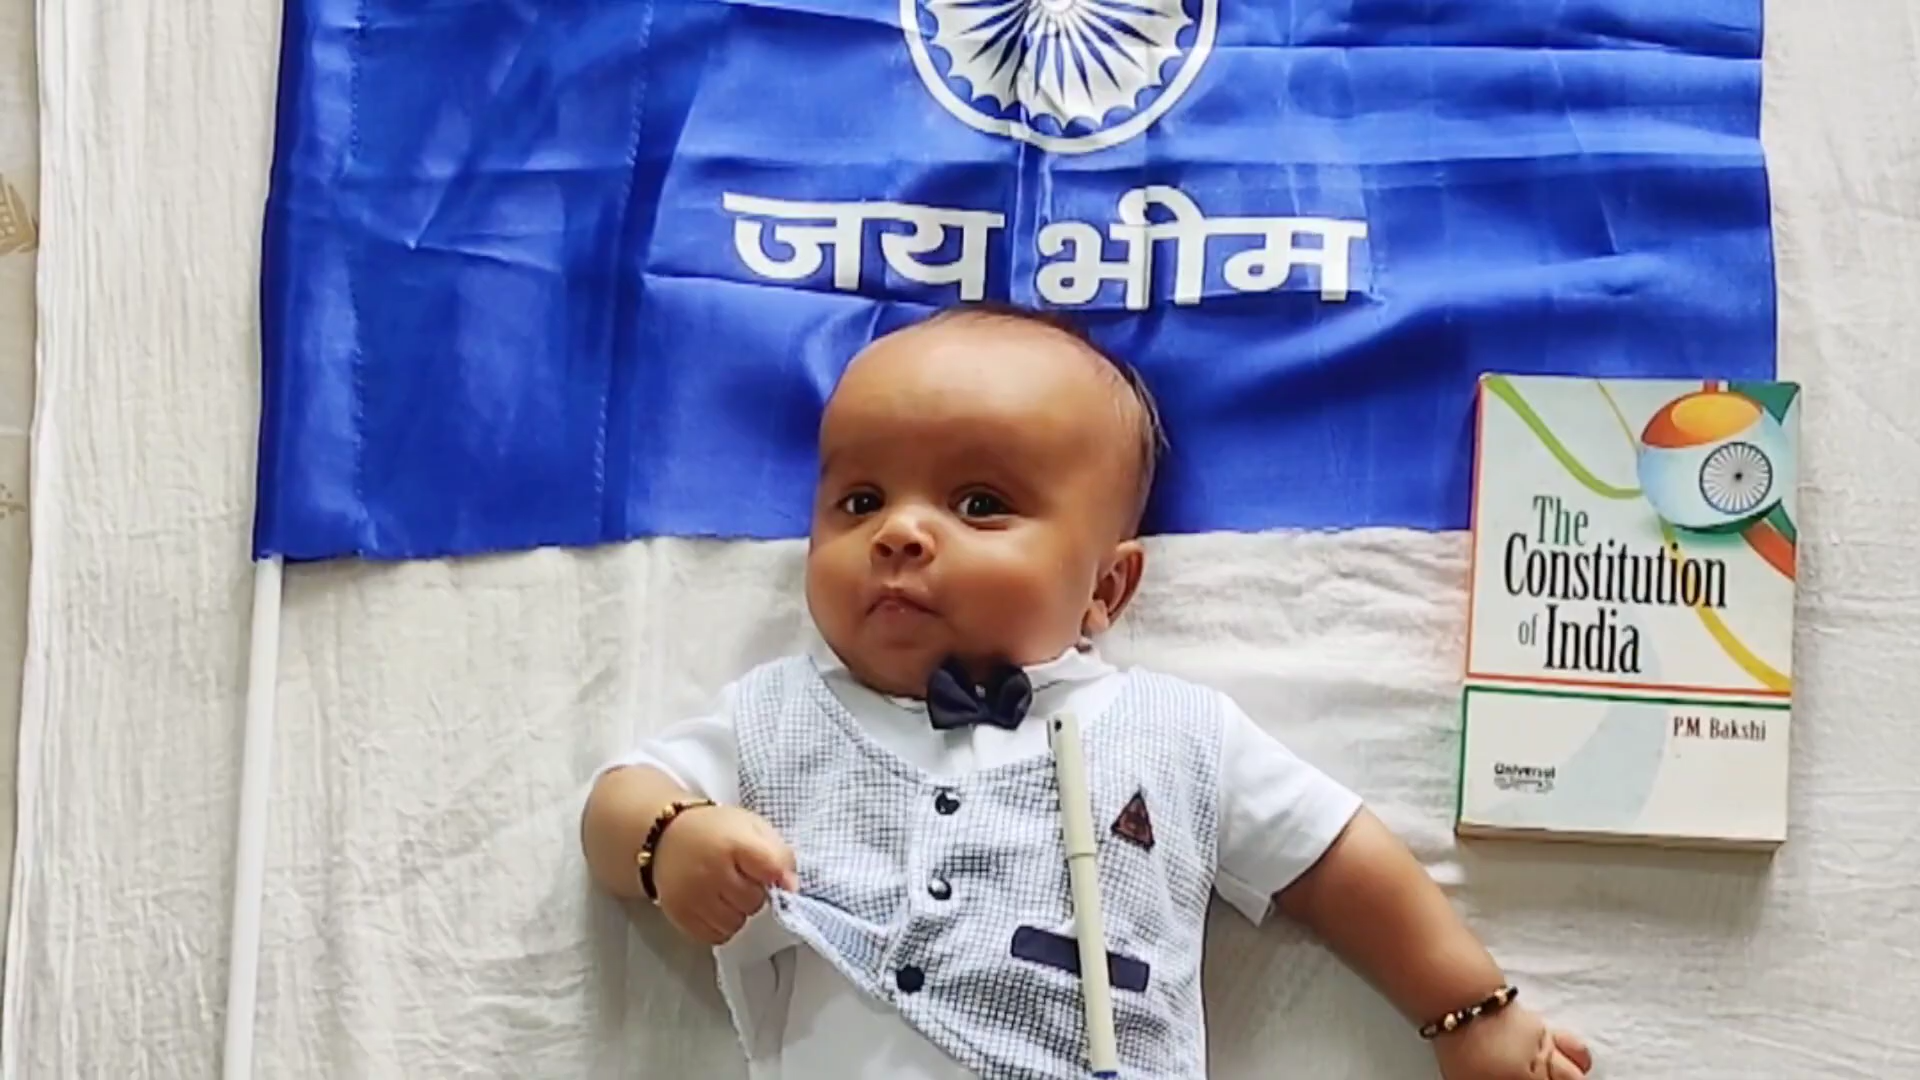 जय भीम
The
Constitution
of India
P.M. Bakshi
Universal